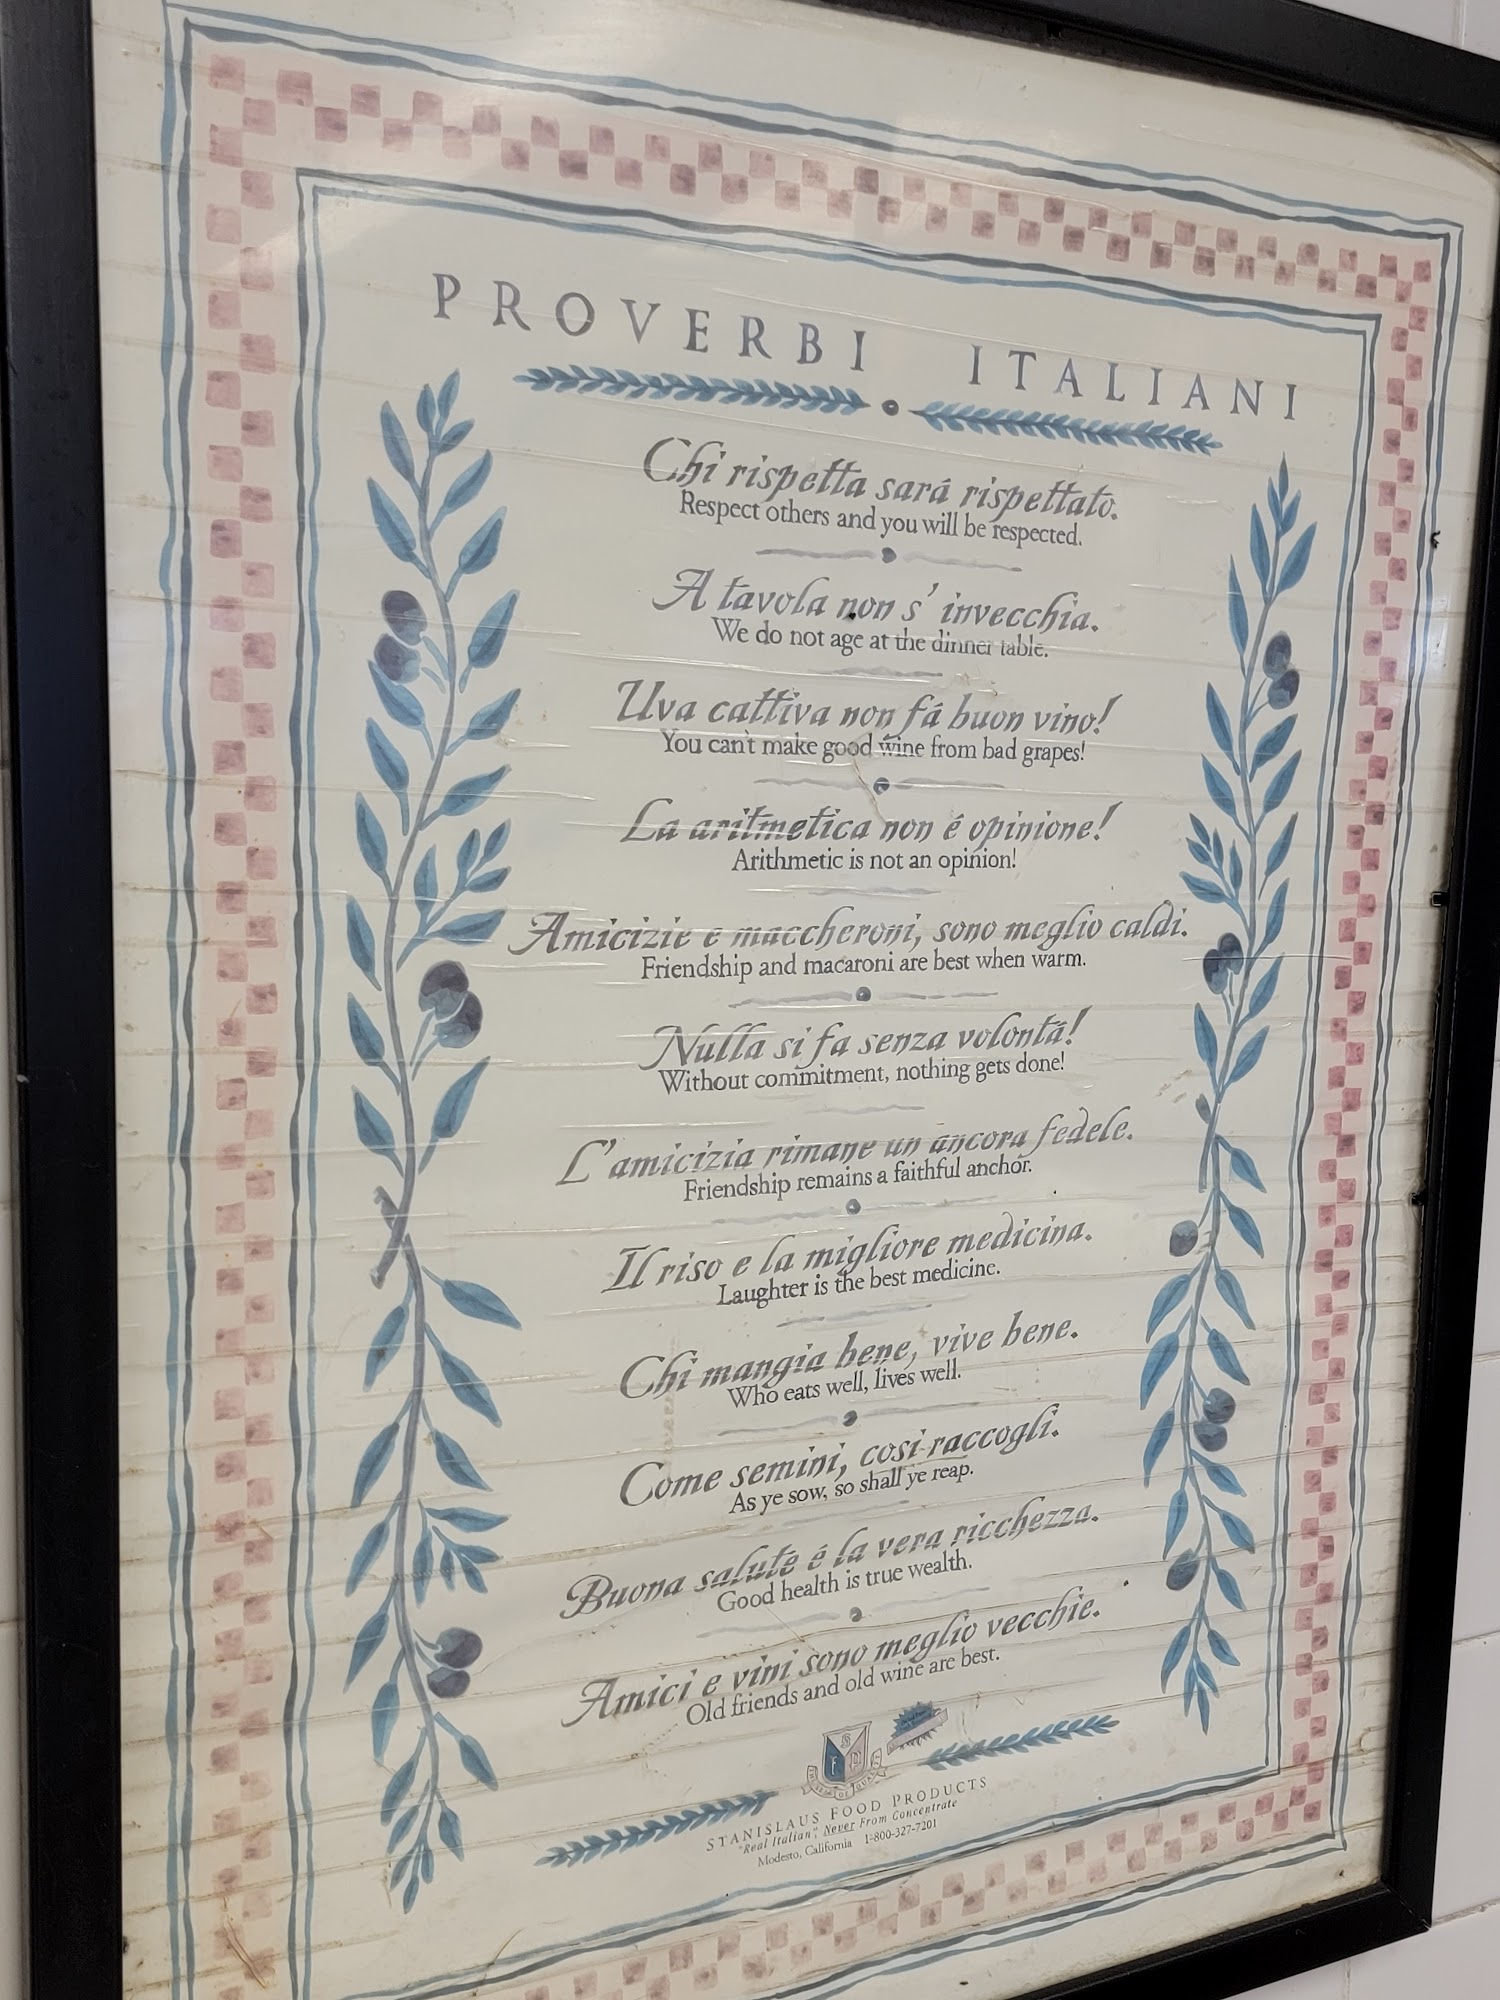 PROVERBI ITALIANI
Chi rispetta sará rispettato.
Respect others and you will be respected.
A tavola non s' invecchia.
We do not age at the dinner table.
Uva cattiva non fá buon vino!
You can't make good wine from bad grapes!
La aritmetica non é opinione!
Arithmetic is not an opinion!
Amicizie e maccheroni, sono meglio caldi.
Friendship and macaroni are best when warm.
Nulla si fa senza volontá!
Without commitment, nothing gets done!
L'amicizia rimane un ancora fedele.
Friendship remains a faithful anchor.
Il riso e la migliore medicina.
Laughter is the best medicine.
Chi mangia bene, vive bene.
Who eats well, lives well.
Come semini, cosi raccogli.
As ye sow, so shall ye reap.
Buona salute é la vera ricchezza.
Good health is true wealth.
Amici e vini sono meglio vecchie.
Old friends and old wine are best.
S
F P
STANISLAUS FOOD PRODUCTS
"Real Italian", Never From Concentrate
Modesto, California 1-800-327-7201